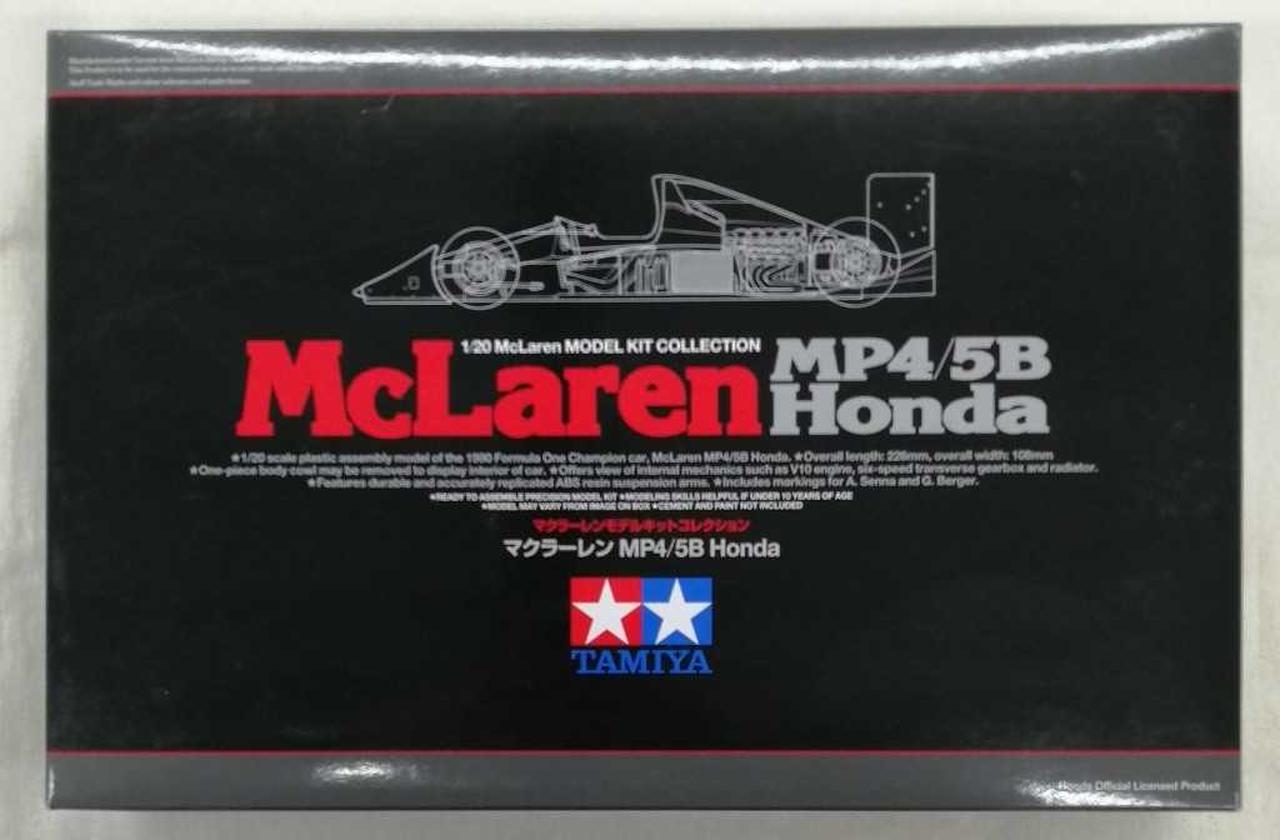 1/20 McLaren MODEL KIT COLLECTION
McLaren MP4/5B
Honda
★1/20 scale plastic assembly model of the 1990 Formula One Champion car, McLaren MP4/5B Honda. ★Overall length: 226mm, overall width: 108mm
★One-piece body cowl may be removed to display interior of car. ★Offers view of internal mechanics such as V10 engine, six-speed transverse gearbox and radiator.
★Features durable and accurately replicated ABS resin suspension arms. ★Includes markings for A. Senna and G. Berger.
★READY TO ASSEMBLE PRECISION MODEL KIT ★MODELING SKILLS HELPFUL IF UNDER 10 YEARS OF AGE
★MODEL MAY VARY FROM IMAGE ON BOX ★CEMENT AND PAINT NOT INCLUDED
マクラーレンモデルキットコレクション
マクラーレン MP4/5B Honda
TAMIYA
Honda Official Licensed Product